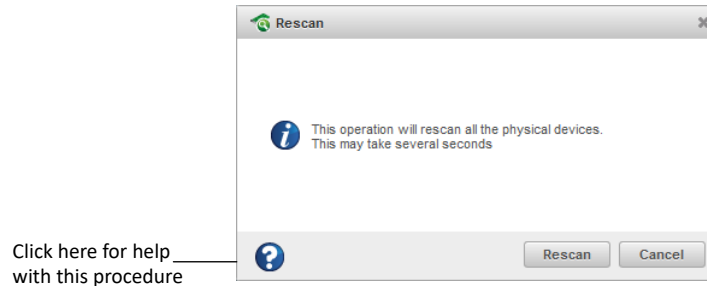 Rescan
This operation will rescan all the physical devices.
This may take several seconds
Click here for help
with this procedure
Rescan
Cancel